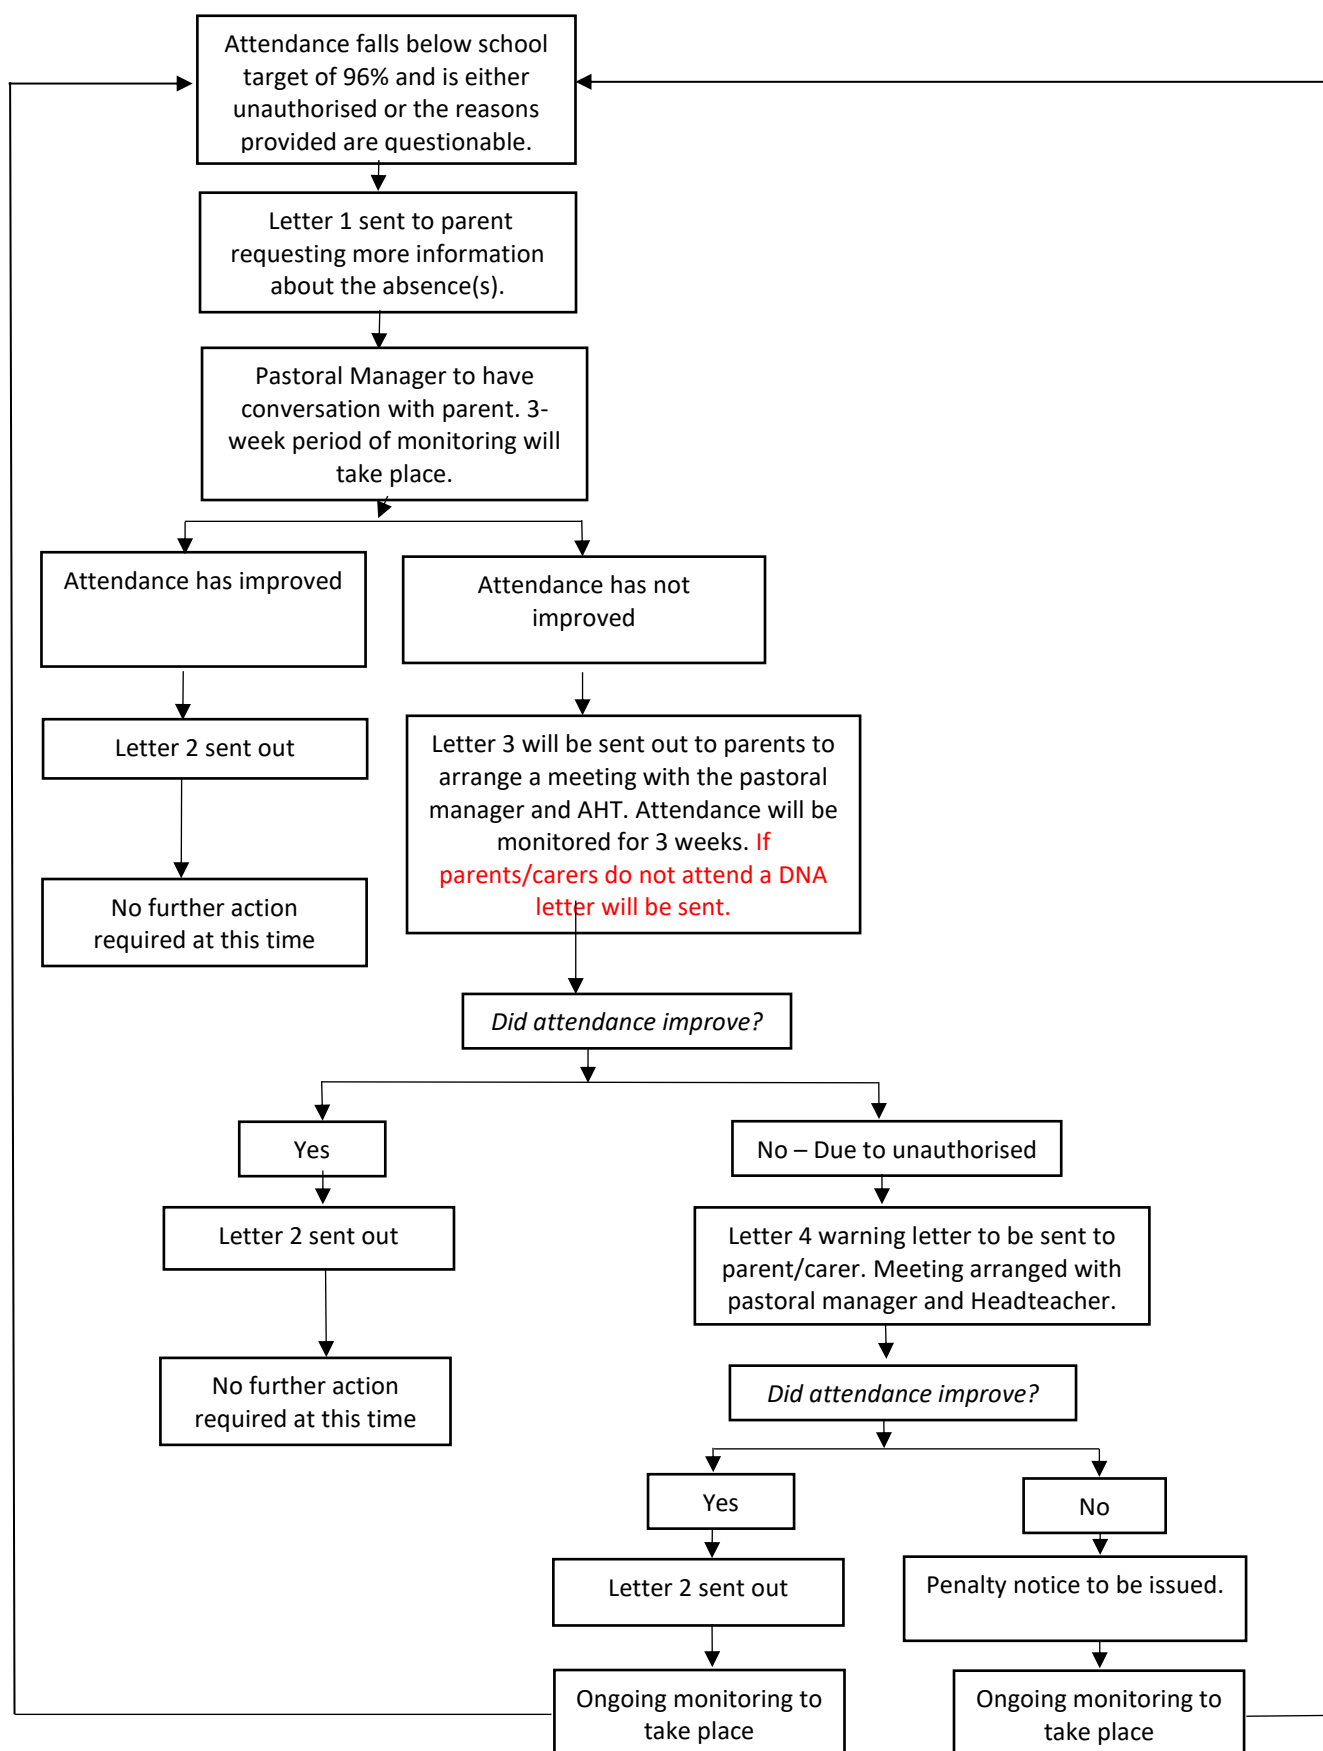 Attendance falls below school
target of 96% and is either
unauthorised or the reasons
provided are questionable.
Letter 1 sent to parent
requesting more information
about the absence(s).
Pastoral Manager to have
conversation with parent. 3-
week period of monitoring will
take place.
Attendance has improved
Attendance has not
improved
Letter 2 sent out
No further action
required at this time
Letter 3 will be sent out to parents to
arrange a meeting with the pastoral
manager and AHT. Attendance will be
monitored for 3 weeks. If
parents/carers do not attend a DNA
letter will be sent.
Did attendance improve?
Yes
No – Due to unauthorised
Letter 2 sent out
No further action
required at this time
Letter 4 warning letter to be sent to
parent/carer. Meeting arranged with
pastoral manager and Headteacher.
Did attendance improve?
Yes
No
Letter 2 sent out
Penalty notice to be issued.
Ongoing monitoring to
take place
Ongoing monitoring to
take place